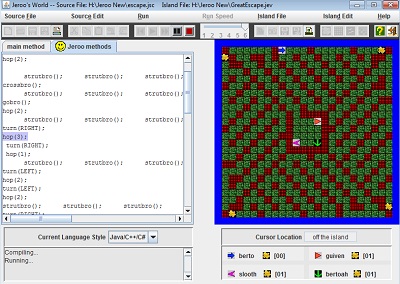 Jeroo's World -- Source File: H:\Jeroo New\escape.jsc Island File: H:\Jeroo New\GreatEscape.jev
Source File Source Edit Run Run Speed Island File Island Edit Help
1 2 3 4 5 6
main method Jeroo methods
hop(2);
strutbro(); strutbro(); strutbro();
crossbro();
strutbro(); strutbro(); strutbro();
gobro();
hop(2);
strutbro(); strutbro(); strutbro();
turn(RIGHT);
hop(3);
turn(RIGHT);
hop(1);
strutbro(); strutbro(); strutbro();
turn(LEFT);
hop(2);
turn(LEFT);
hop(2);
strutbro(); strutbro(); strutbro();
turn(RIGHT);
Current Language Style Java/C++/C#
Compiling...
Running...
Cursor Location off the island
berto [00] guiven [01]
slooth [01] bertoah [01]